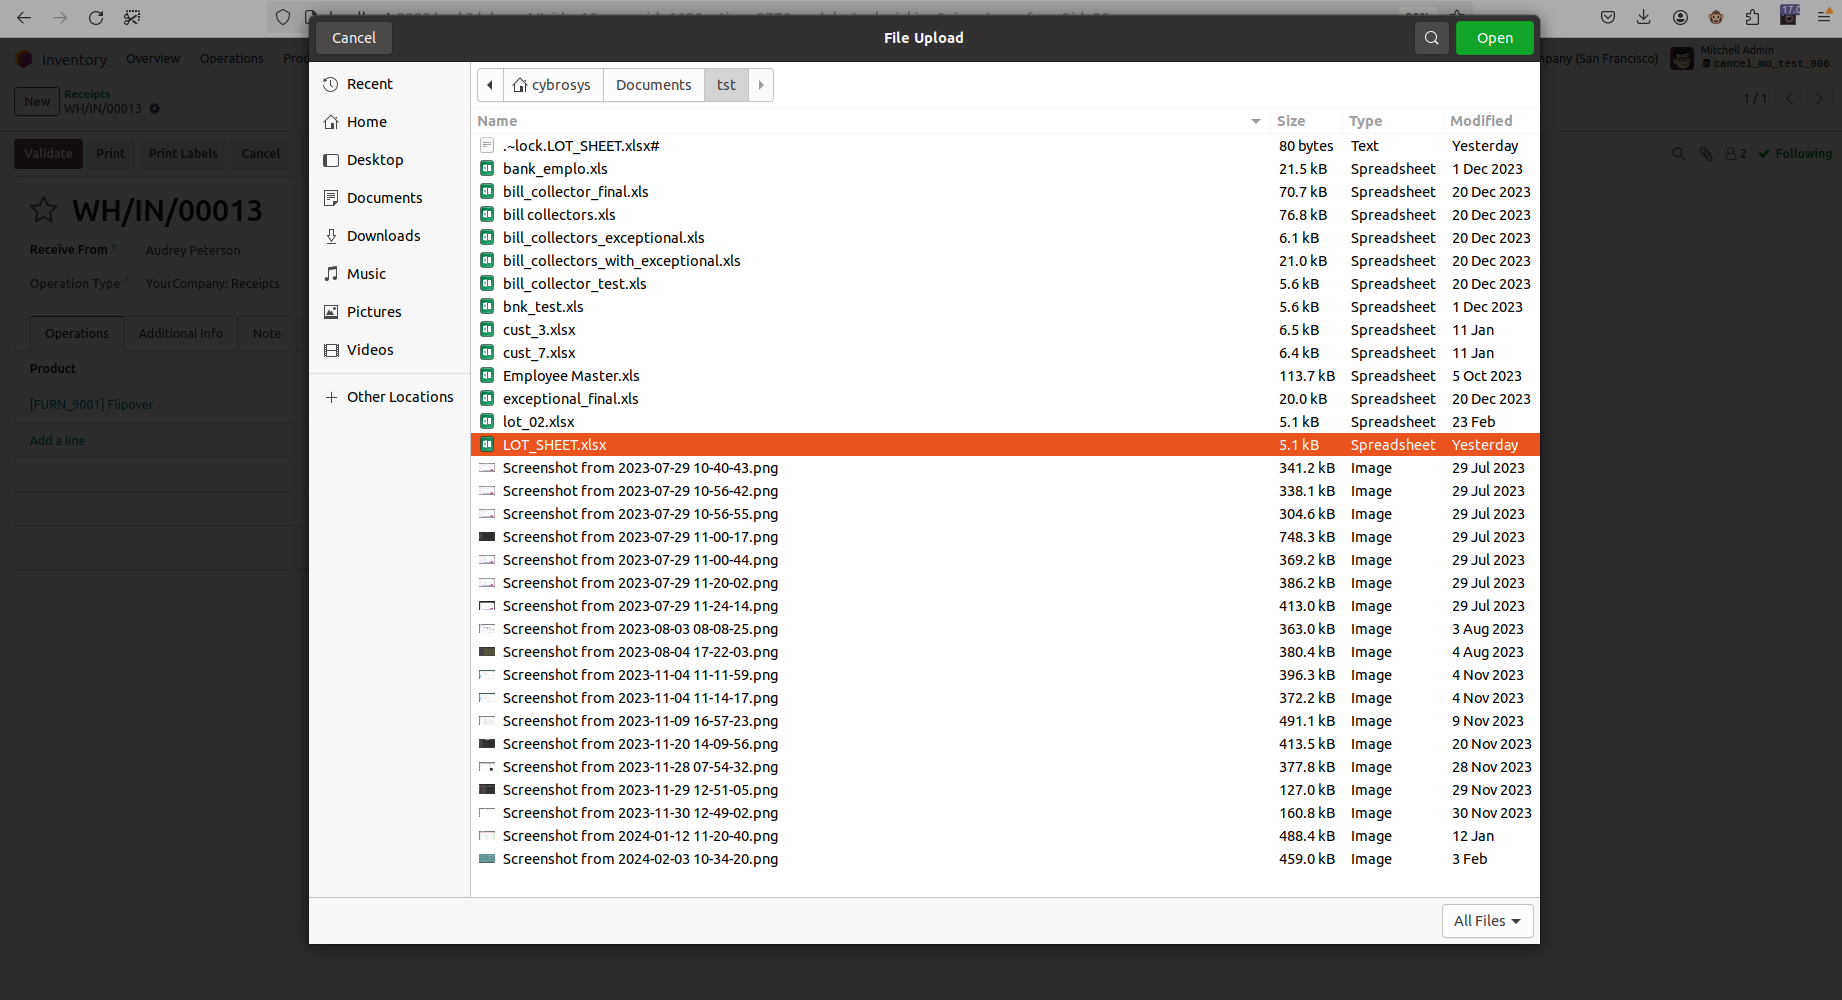 Cancel
File Upload
Open
Inventory
Overview
Operations
mpany (San Francisco)
Mitchell Admin
cancel_mo_test_006
17.0
New
Receipts
WH/IN/00013
1 / 1
Validate
Print
Print Labels
Cancel
2
Following
WH/IN/00013
Receive From ?
Audrey Peterson
Operation Type ?
YourCompany: Receipts
Operations
Additional Info
Note
Product
[FURN_9001] Flipover
Add a line
Recent
Home
Desktop
Documents
Downloads
Music
Pictures
Videos
Other Locations
cybrosys Documents tst
Name Size Type Modified
.~lock.LOT_SHEET.xlsx# 80 bytes Text Yesterday
bank_emplo.xls 21.5 kB Spreadsheet 1 Dec 2023
bill_collector_final.xls 70.7 kB Spreadsheet 20 Dec 2023
bill collectors.xls 76.8 kB Spreadsheet 20 Dec 2023
bill_collectors_exceptional.xls 6.1 kB Spreadsheet 20 Dec 2023
bill_collectors_with_exceptional.xls 21.0 kB Spreadsheet 20 Dec 2023
bill_collector_test.xls 5.6 kB Spreadsheet 20 Dec 2023
bnk_test.xls 5.6 kB Spreadsheet 1 Dec 2023
cust_3.xlsx 6.5 kB Spreadsheet 11 Jan
cust_7.xlsx 6.4 kB Spreadsheet 11 Jan
Employee Master.xls 113.7 kB Spreadsheet 5 Oct 2023
exceptional_final.xls 20.0 kB Spreadsheet 20 Dec 2023
lot_02.xlsx 5.1 kB Spreadsheet 23 Feb
LOT_SHEET.xlsx 5.1 kB Spreadsheet Yesterday
Screenshot from 2023-07-29 10-40-43.png 341.2 kB Image 29 Jul 2023
Screenshot from 2023-07-29 10-56-42.png 338.1 kB Image 29 Jul 2023
Screenshot from 2023-07-29 10-56-55.png 304.6 kB Image 29 Jul 2023
Screenshot from 2023-07-29 11-00-17.png 748.3 kB Image 29 Jul 2023
Screenshot from 2023-07-29 11-00-44.png 369.2 kB Image 29 Jul 2023
Screenshot from 2023-07-29 11-20-02.png 386.2 kB Image 29 Jul 2023
Screenshot from 2023-07-29 11-24-14.png 413.0 kB Image 29 Jul 2023
Screenshot from 2023-08-03 08-08-25.png 363.0 kB Image 3 Aug 2023
Screenshot from 2023-08-04 17-22-03.png 380.4 kB Image 4 Aug 2023
Screenshot from 2023-11-04 11-11-59.png 396.3 kB Image 4 Nov 2023
Screenshot from 2023-11-04 11-14-17.png 372.2 kB Image 4 Nov 2023
Screenshot from 2023-11-09 16-57-23.png 491.1 kB Image 9 Nov 2023
Screenshot from 2023-11-20 14-09-56.png 413.5 kB Image 20 Nov 2023
Screenshot from 2023-11-28 07-54-32.png 377.8 kB Image 28 Nov 2023
Screenshot from 2023-11-29 12-51-05.png 127.0 kB Image 29 Nov 2023
Screenshot from 2023-11-30 12-49-02.png 160.8 kB Image 30 Nov 2023
Screenshot from 2024-01-12 11-20-40.png 488.4 kB Image 12 Jan
Screenshot from 2024-02-03 10-34-20.png 459.0 kB Image 3 Feb
All Files